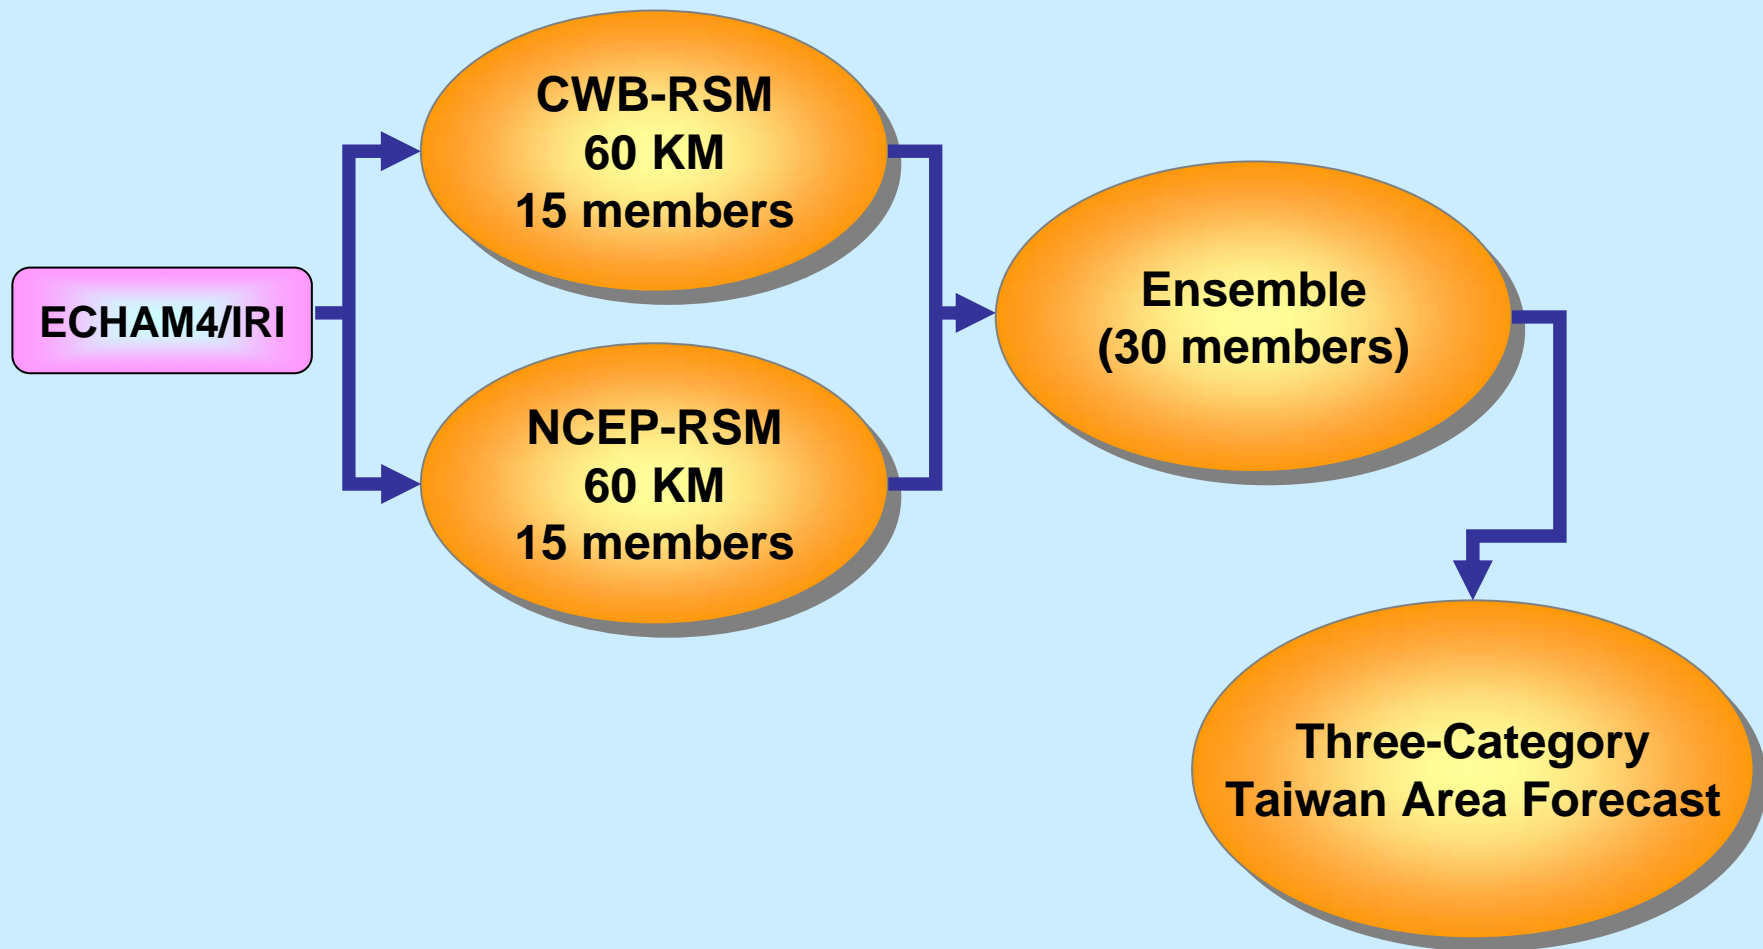 CWB-RSM
60 KM
15 members
ECHAM4/IRI
Ensemble
(30 members)
NCEP-RSM
60 KM
15 members
Three-Category
Taiwan Area Forecast